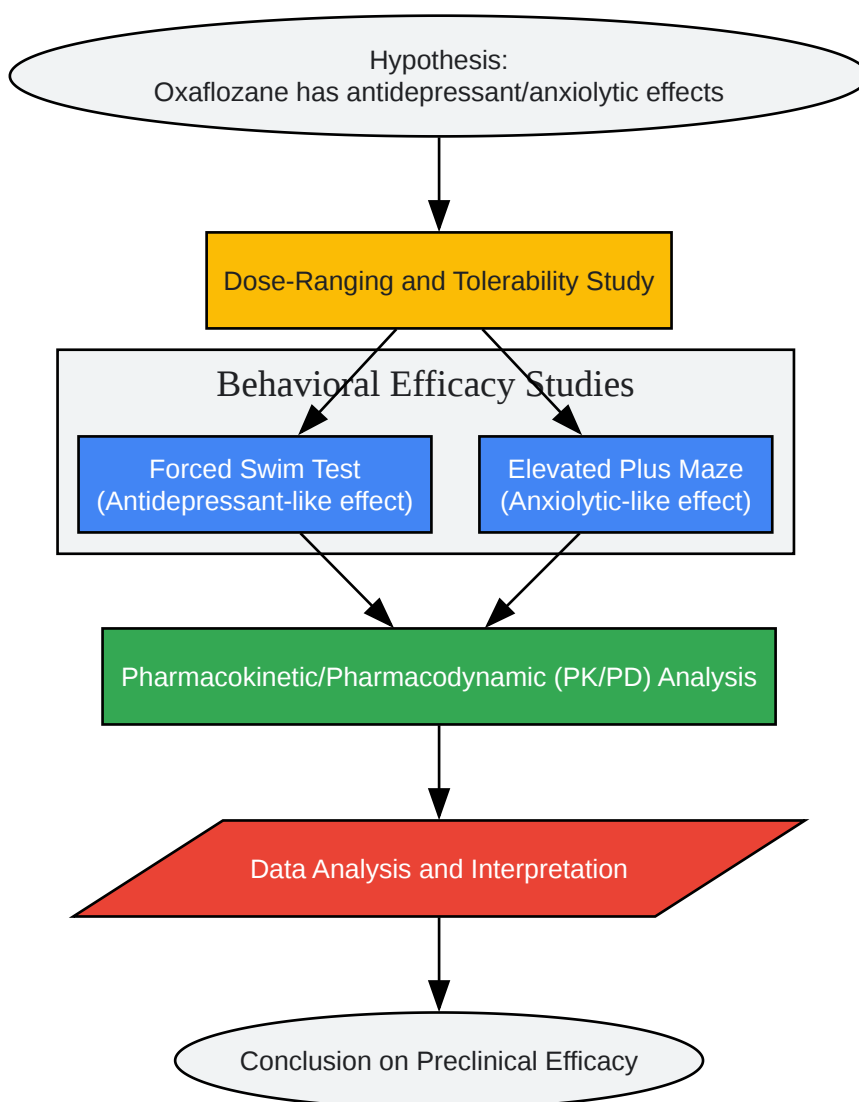 Hypothesis:
Oxaflozane has antidepressant/anxiolytic effects
Dose-Ranging and Tolerability Study
Behavioral Efficacy Studies
Forced Swim Test
(Antidepressant-like effect)
Elevated Plus Maze
(Anxiolytic-like effect)
Pharmacokinetic/Pharmacodynamic (PK/PD) Analysis
Data Analysis and Interpretation
Conclusion on Preclinical Efficacy